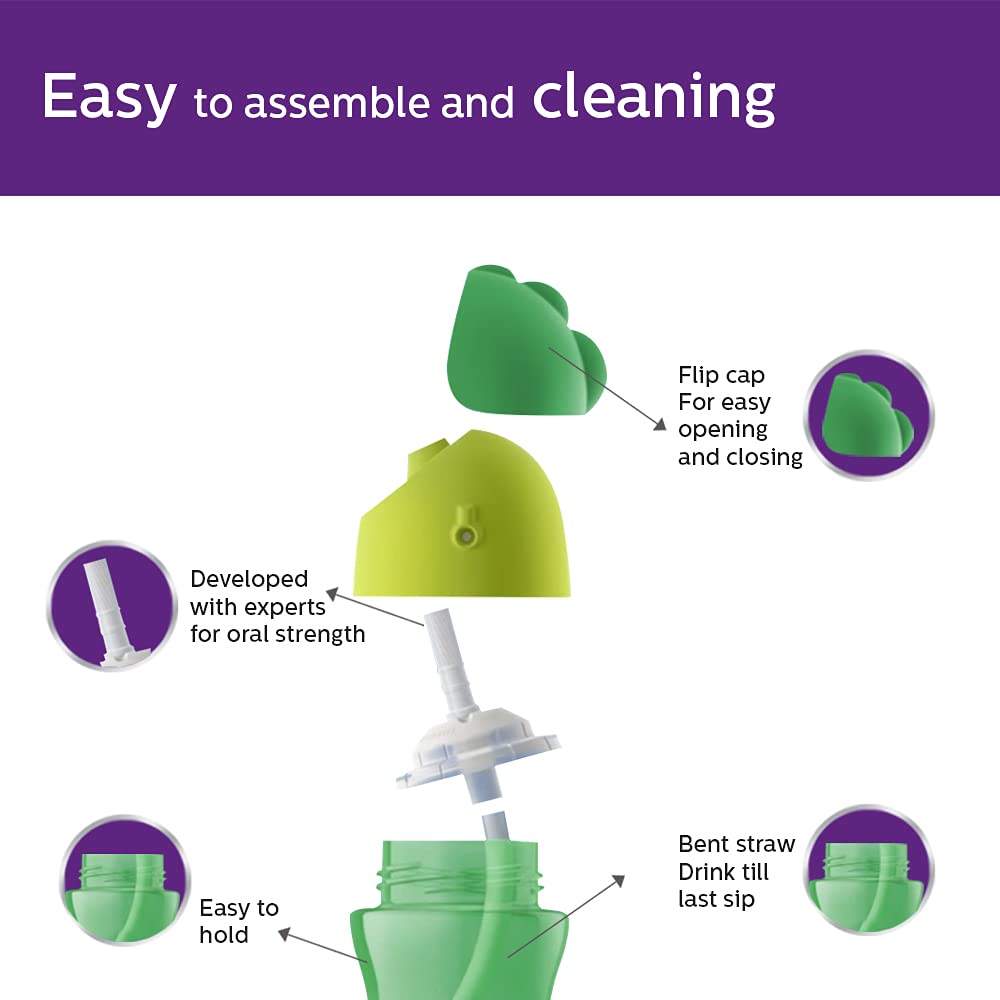 Easy to assemble and cleaning
Flip cap
For easy
opening
and closing
Developed
with experts
for oral strength
Bent straw
Drink till
last sip
Easy to
hold